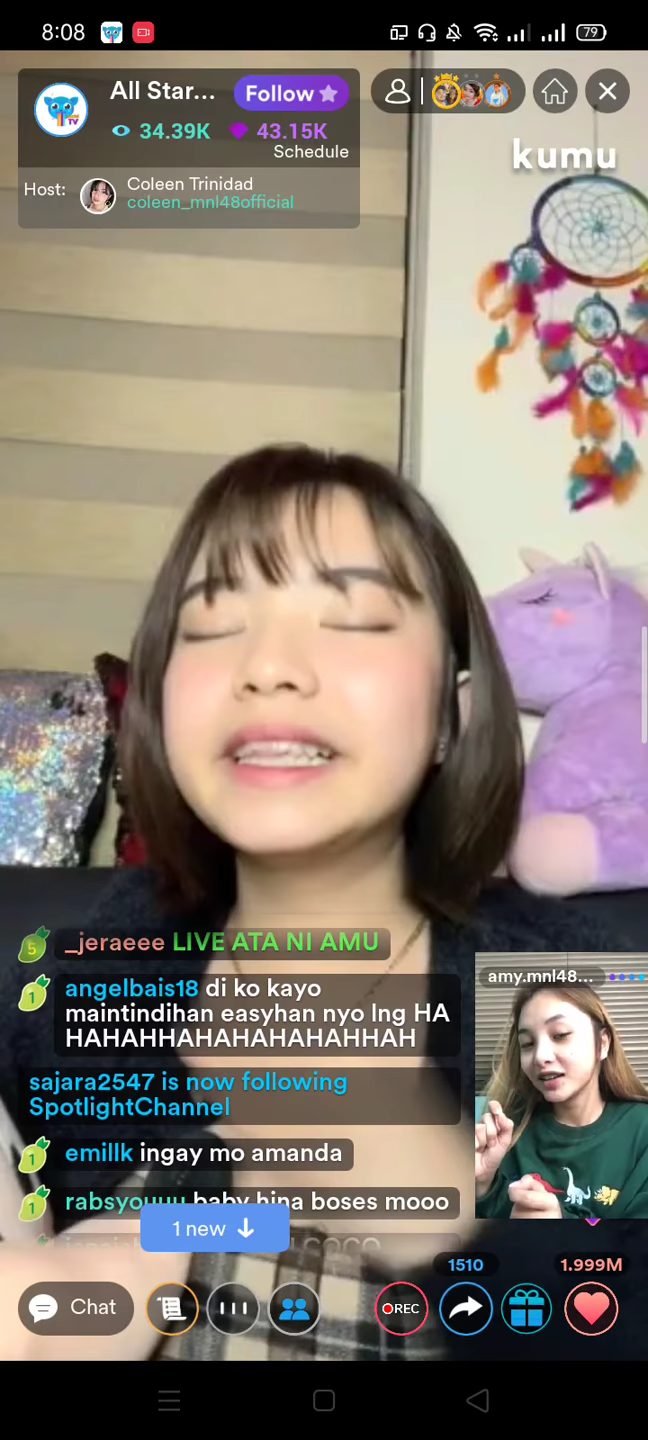 8:08
79
All Star...
Follow
34.39K
43.15K
Schedule
Host:
Coleen Trinidad
coleen_mnl48official
kumu
TV
5
_jeraeee LIVE ATA NI AMU
1
angelbais18 di ko kayo
maintindihan easyhan nyo lng HA
HAHAHHAHAHAHAHAHHAH
sajara2547 is now following
SpotlightChannel
1
emillk ingay mo amanda
1
rabsyouuu baby hina boses mooo
1 new
amy.mnl48...
1510
1.999M
Chat
REC